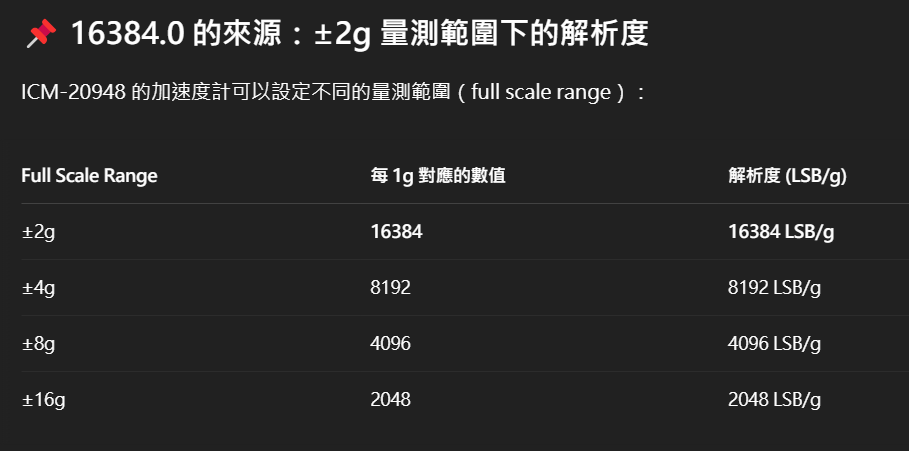 📌 16384.0 的來源：±2g 量測範圍下的解析度
ICM-20948 的加速度計可以設定不同的量測範圍（full scale range）：
Full Scale Range 每 1g 對應的數值 解析度 (LSB/g)
±2g 16384 16384 LSB/g
±4g 8192 8192 LSB/g
±8g 4096 4096 LSB/g
±16g 2048 2048 LSB/g